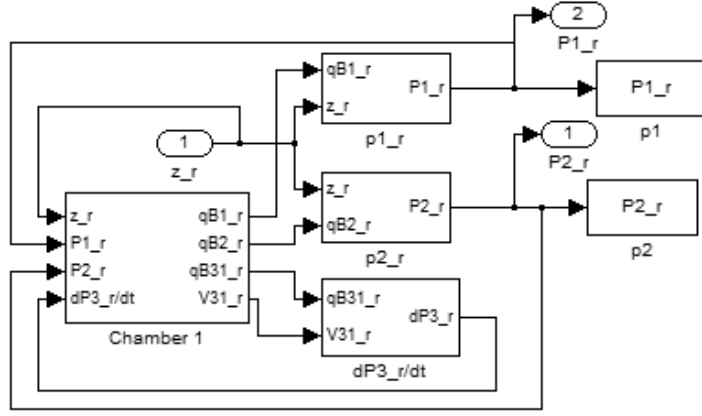 2
P1_r
qB1_r
P1_r
z_r
p1_r
P1_r
p1
1
z_r
1
P2_r
z_r
P2_r
qB2_r
p2_r
P2_r
p2
z_r
qB1_r
P1_r
qB2_r
P2_r
qB31_r
dP3_r/dt
V31_r
Chamber 1
qB31_r
dP3_r
V31_r
dP3_r/dt